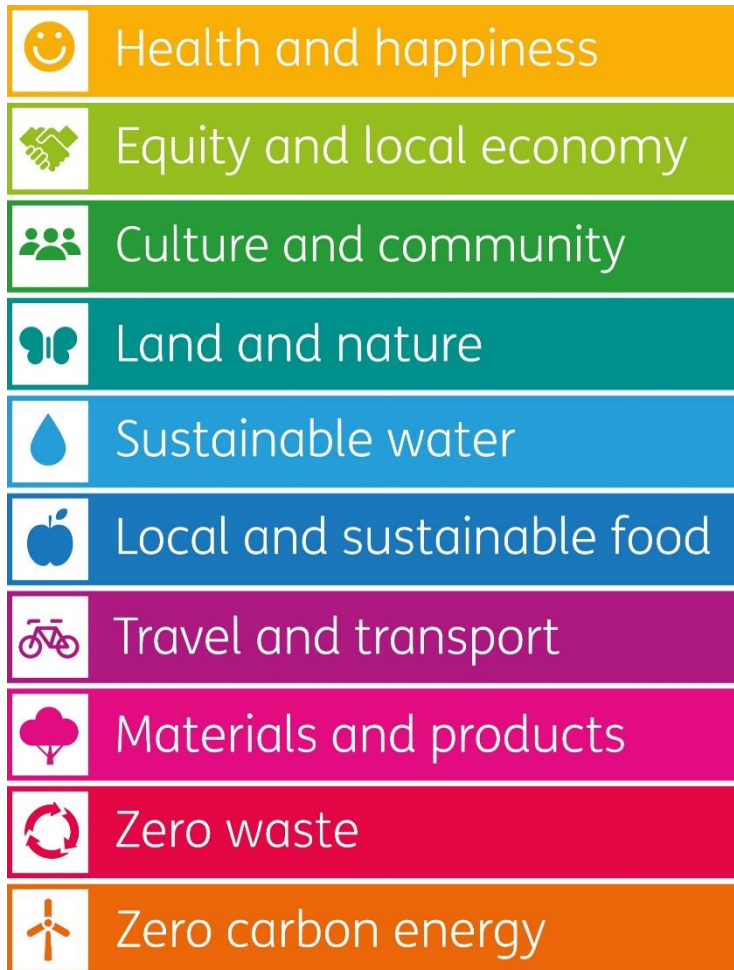 Health and happiness
Equity and local economy
Culture and community
Land and nature
Sustainable water
Local and sustainable food
Travel and transport
Materials and products
Zero waste
Zero carbon energy